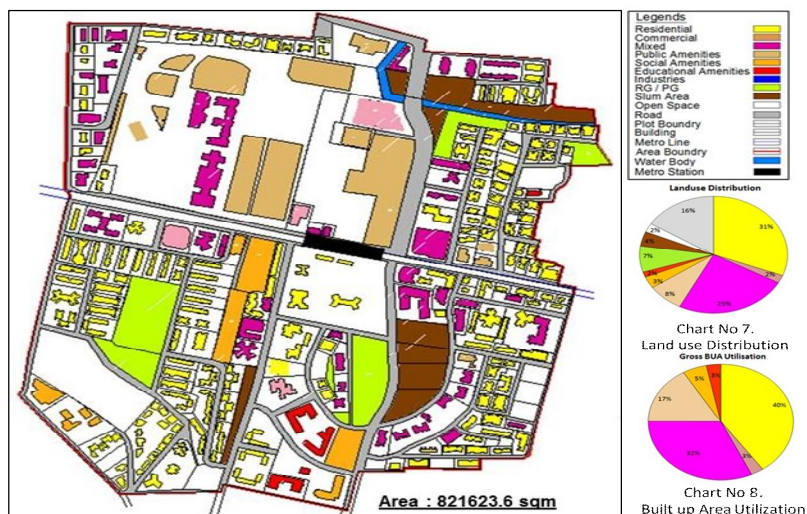 Legends
Residential
Commercial
Mixed
Public Amenities
Social Amenities
Educational Amenities
Industries
RG / PG
Slum Area
Open Space
Road
Plot Boundry
Building
Metro Line
Area Boundry
Water Body
Metro Station
Landuse Distribution
31%
2%
25%
8%
3%
2%
7%
4%
2%
16%
Chart No 7.
Land use Distribution
Gross BUA Utilisation
40%
3%
32%
17%
5%
3%
Chart No 8.
Built up Area Utilization
Area : 821623.6 sqm